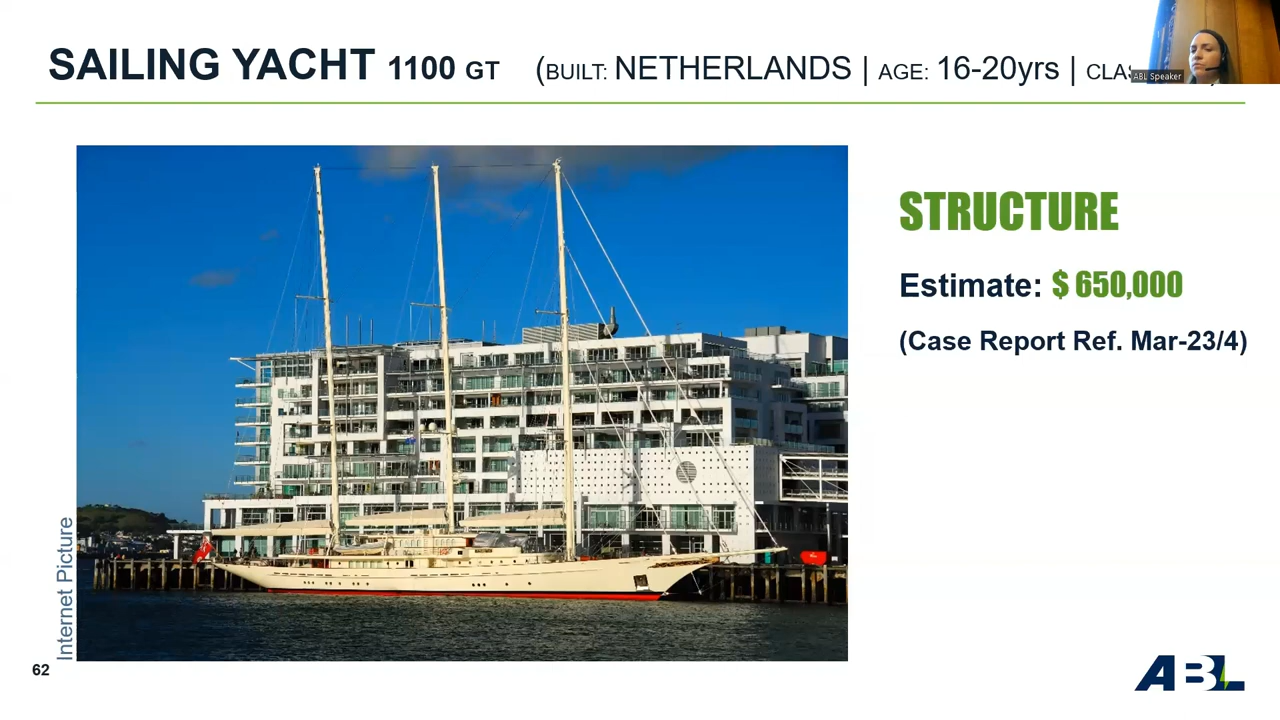 SAILING YACHT 1100 GT (BUILT: NETHERLANDS | AGE: 16-20yrs |
ABL Speaker
STRUCTURE
Estimate: $ 650,000
(Case Report Ref. Mar-23/4)
Internet Picture
62
ABL